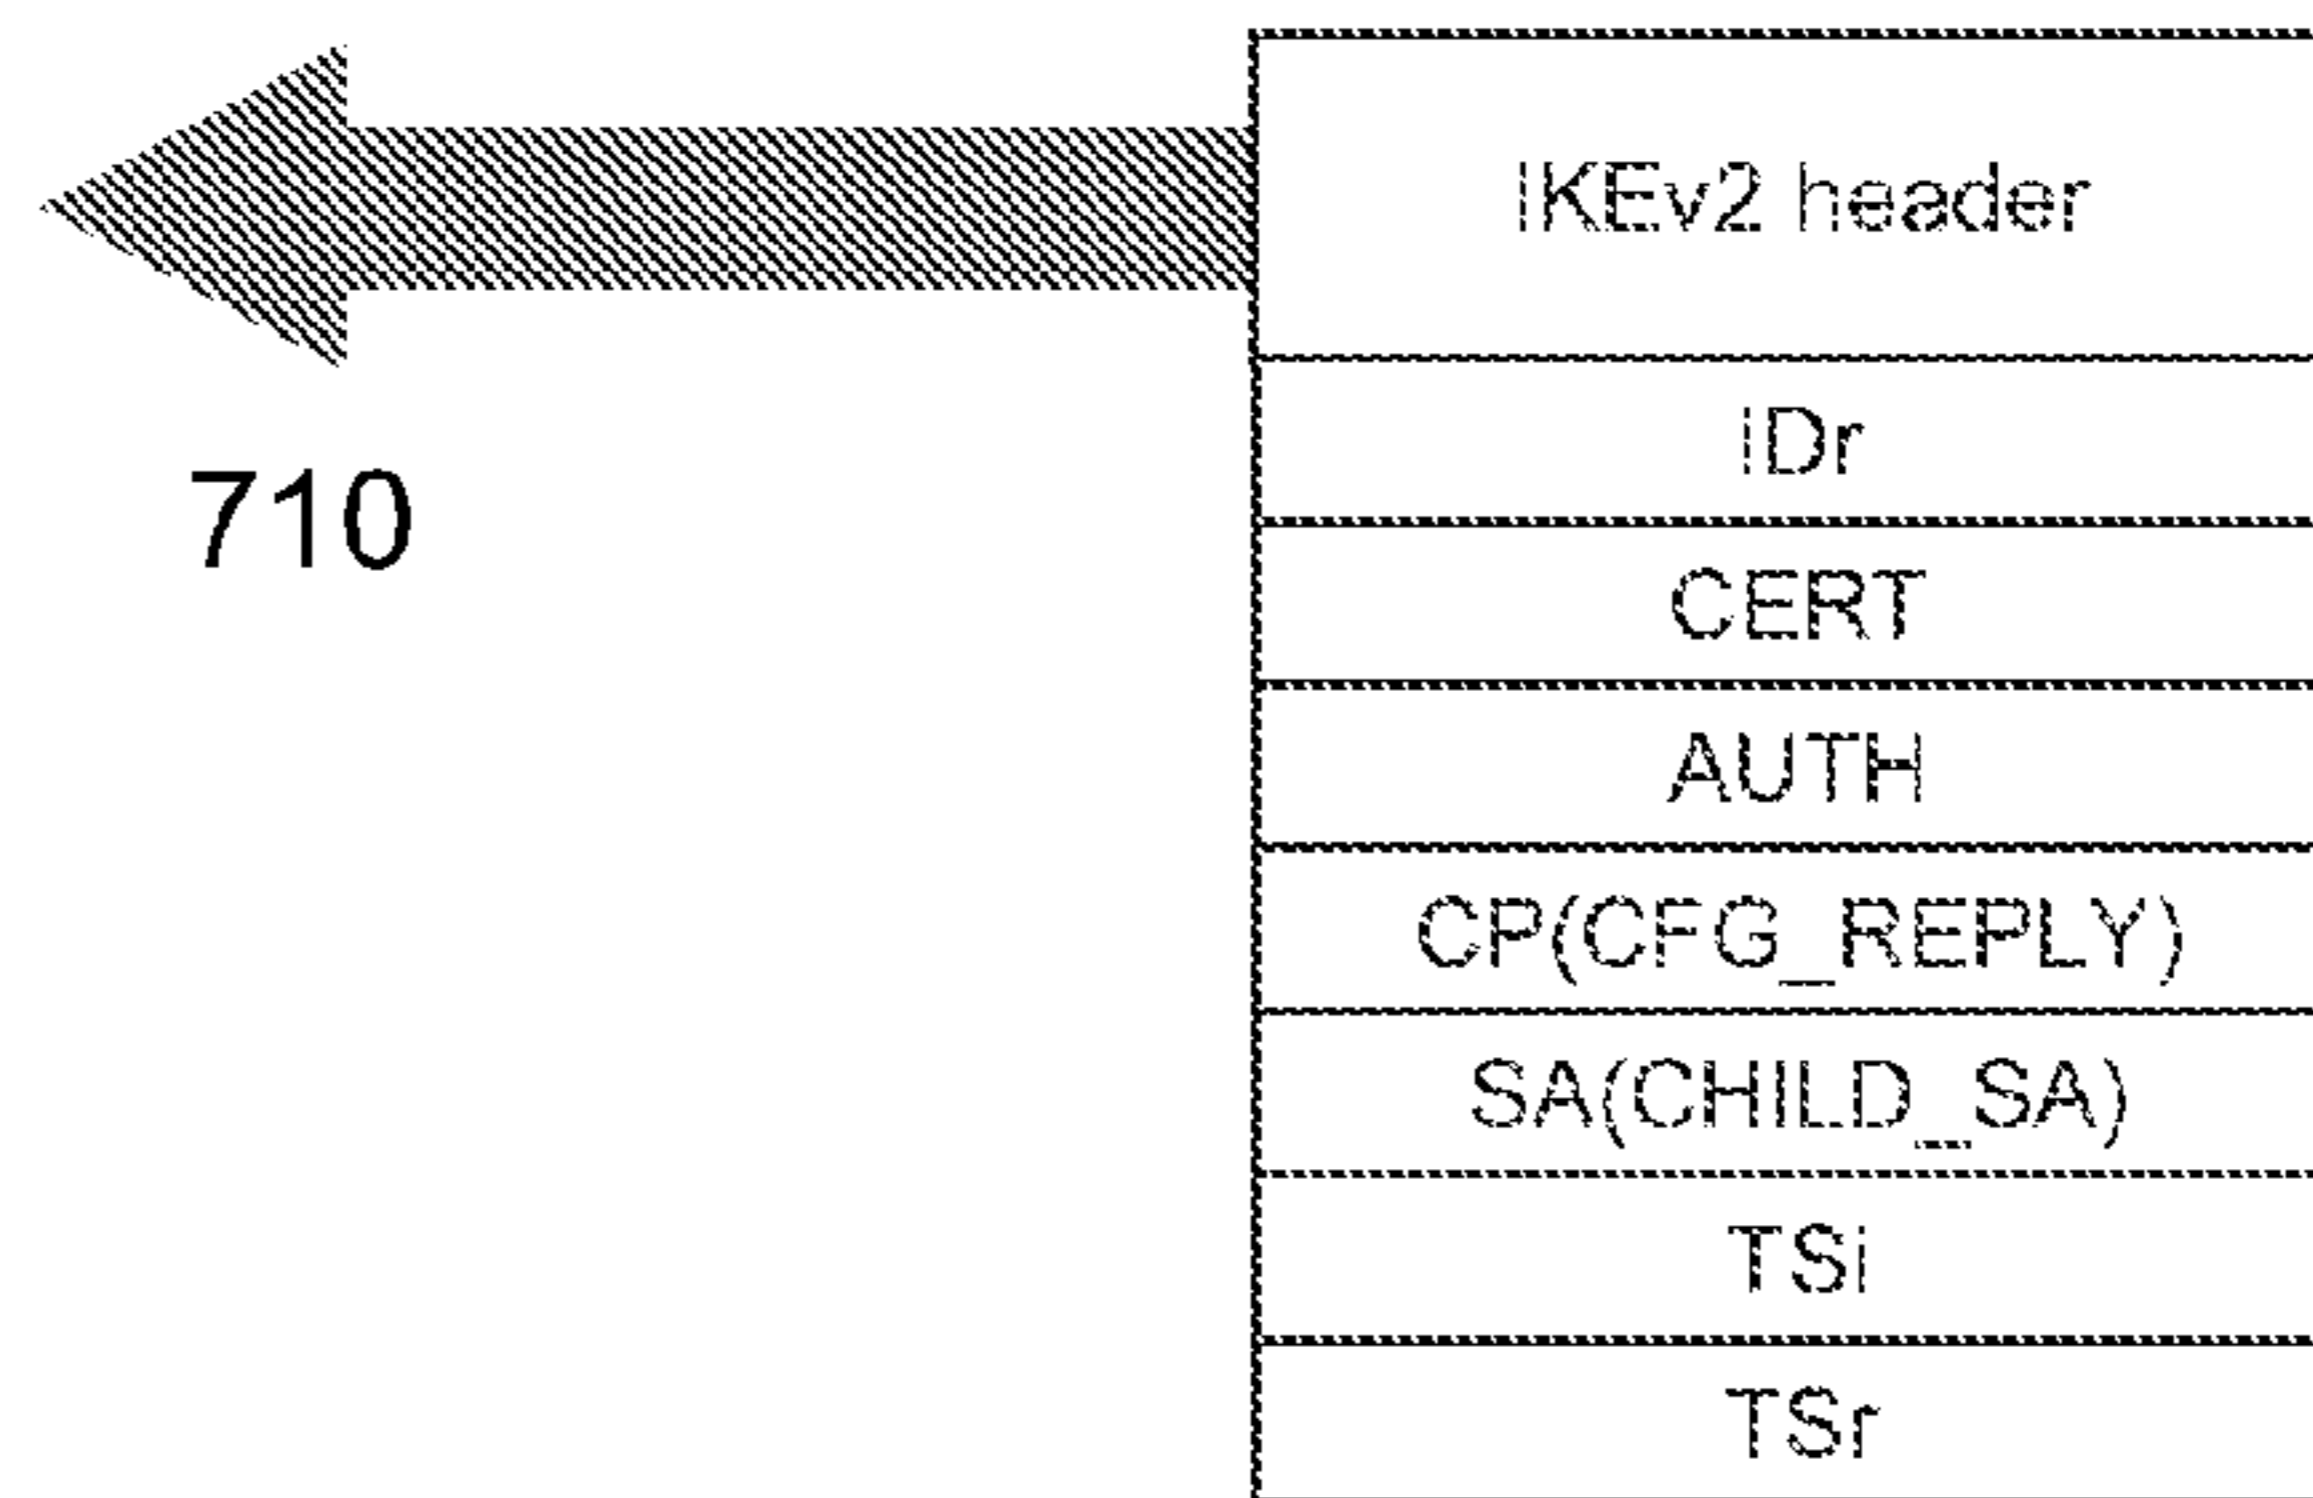 IKEv2 header
IDr
710
CERT
AUTH
CP(CFG_REPLY)
SA(CHILD_SA)
TSi
TSr